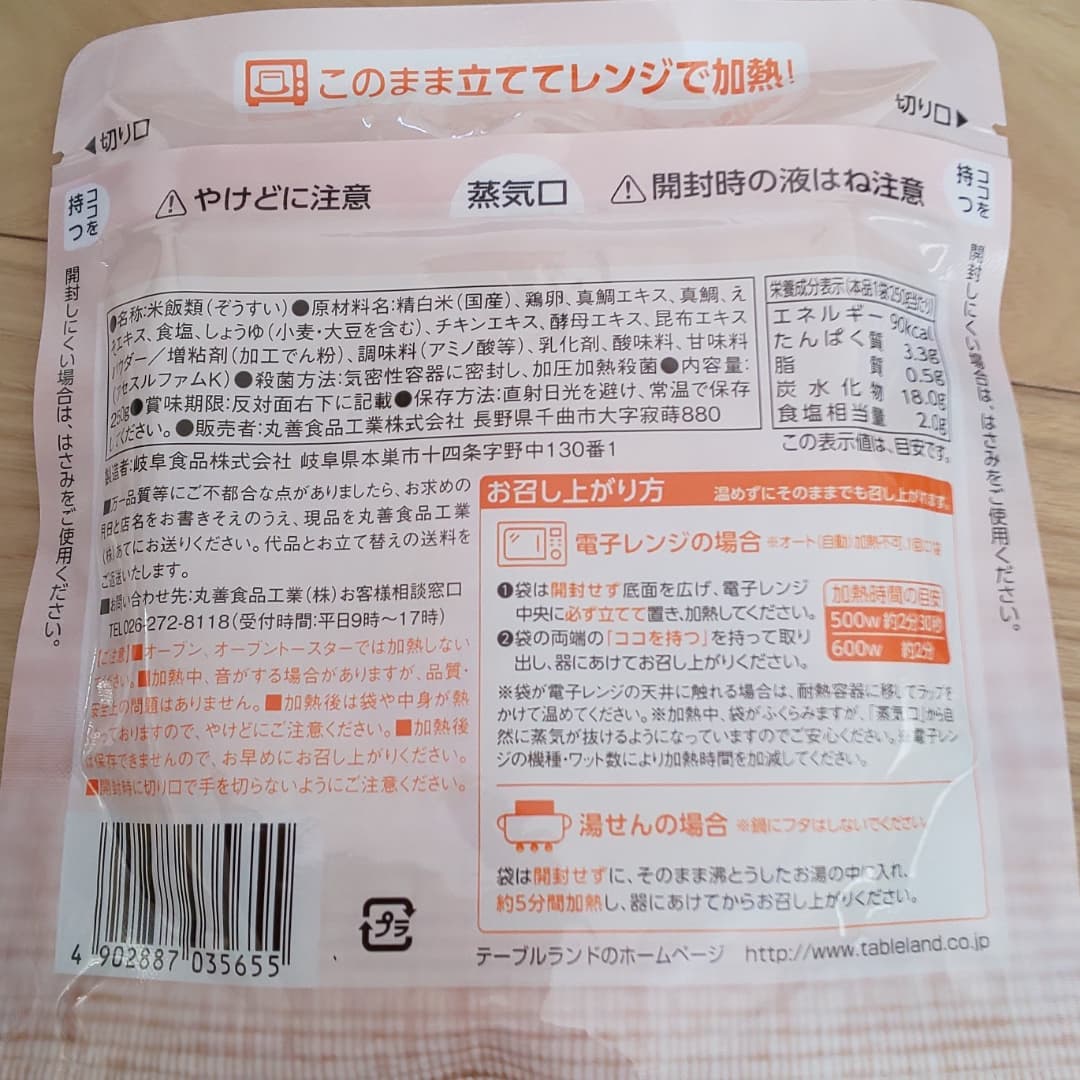 このまま立ててレンジで加熱!
◀切り口
切り口▶
ココを持つ
⚠やけどに注意
蒸気口
⚠開封時の液はね注意
ココを持つ
開封しにくい場合は、はさみをご使用ください。
開封しにくい場合は、はさみをご使用ください。
●名称:米飯類(ぞうすい)●原材料名:精白米(国産)、鶏卵、真鯛エキス、真鯛、え
エキス、食塩、しょうゆ(小麦・大豆を含む)、チキンエキス、酵母エキス、昆布エキス
パウダー/増粘剤(加工でん粉)、調味料(アミノ酸等)、乳化剤、酸味料、甘味料
(アセスルファムK)●殺菌方法:気密性容器に密封し、加圧加熱殺菌●内容量:
250g●賞味期限:反対面右下に記載●保存方法:直射日光を避け、常温で保存
してください。●販売者:丸善食品工業株式会社 長野県千曲市大字寂蒔880
製造者:岐阜食品株式会社 岐阜県本巣市十四条字野中130番1
栄養成分表示(本品1袋250g当たり)
エネルギー 90kcal
たんぱく質 3.3g
脂質 0.5g
炭水化物 18.0g
食塩相当量 2.0g
この表示値は、目安です。
■万一品質等にご不都合な点がありましたら、お求めの
月日と店名をお書きそえのうえ、現品を丸善食品工業
(株)あてにお送りください。代品とお立て替えの送料を
ご返送いたします。
■お問い合わせ先:丸善食品工業(株)お客様相談窓口
TEL026-272-8118(受付時間:平日9時〜17時)
【ご注意】■オーブン、オーブントースターでは加熱しない
ください。■加熱中、音がする場合がありますが、品質・
安全上の問題はありません。■加熱後は袋や中身が熱
くなっておりますので、やけどにご注意ください。■加熱後
は保存できませんので、お早めにお召し上がりください。
■開封時に切り口で手を切らないようにご注意ください。
お召し上がり方 温めずにそのままでも召し上がれます。
電子レンジの場合 ※オート(自動)加熱不可、1回に1袋
❶袋は開封せず底面を広げ、電子レンジ
中央に必ず立てて置き、加熱してください。
❷袋の両端の「ココを持つ」を持って取り
出し、器にあけてお召し上がりください。
加熱時間の目安
500w 約2分30秒
600w 約2分
※袋が電子レンジの天井に触れる場合は、耐熱容器に移してラップを
かけて温めてください。※加熱中、袋がふくらみますが、「蒸気口」から自
然に蒸気が抜けるようになっていますのでご安心ください。※電子レン
ジの機種・ワット数により加熱時間を加減してください。
湯せんの場合 ※鍋にフタはしないでください
袋は開封せずに、そのまま沸とうしたお湯の中に入れ、
約5分間加熱し、器にあけてからお召し上がりください。
4 902887 035655
プラ
テーブルランドのホームページ http://www.tableland.co.jp